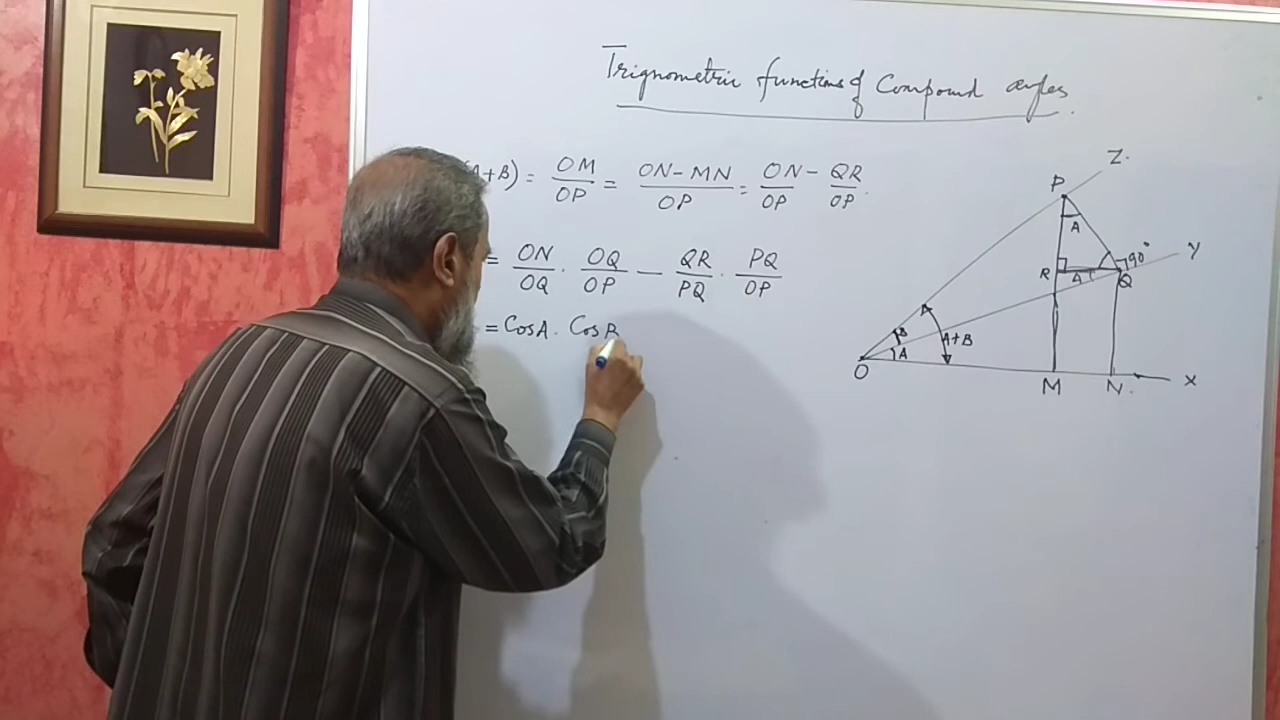 Trignometric functions of Compound angles.
A+B) = OM/OP = ON-MN/OP = ON/OP - QR/OP.
= ON/OQ . OQ/OP - QR/PQ . PQ/OP
= CosA . CosB
Z.
P
A
90°
Y
R
A
Q
B
A+B
A
O
M
N.
X